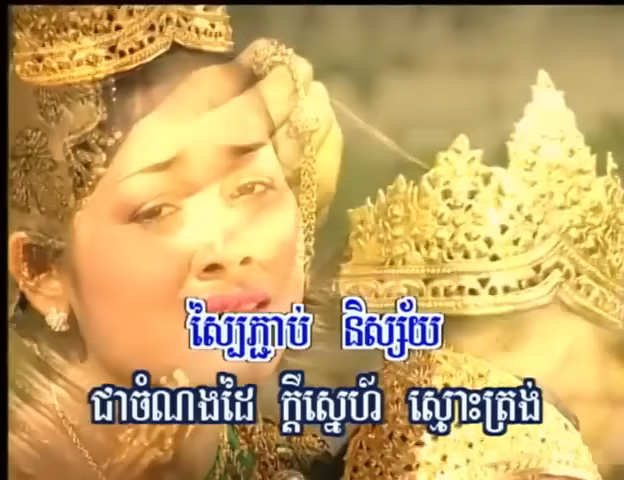 ស្បៃភ្ជាប់ និស្ស័យ
ជាចំណងដៃ ក្ដីស្នេហ៍ ស្មោះត្រង់